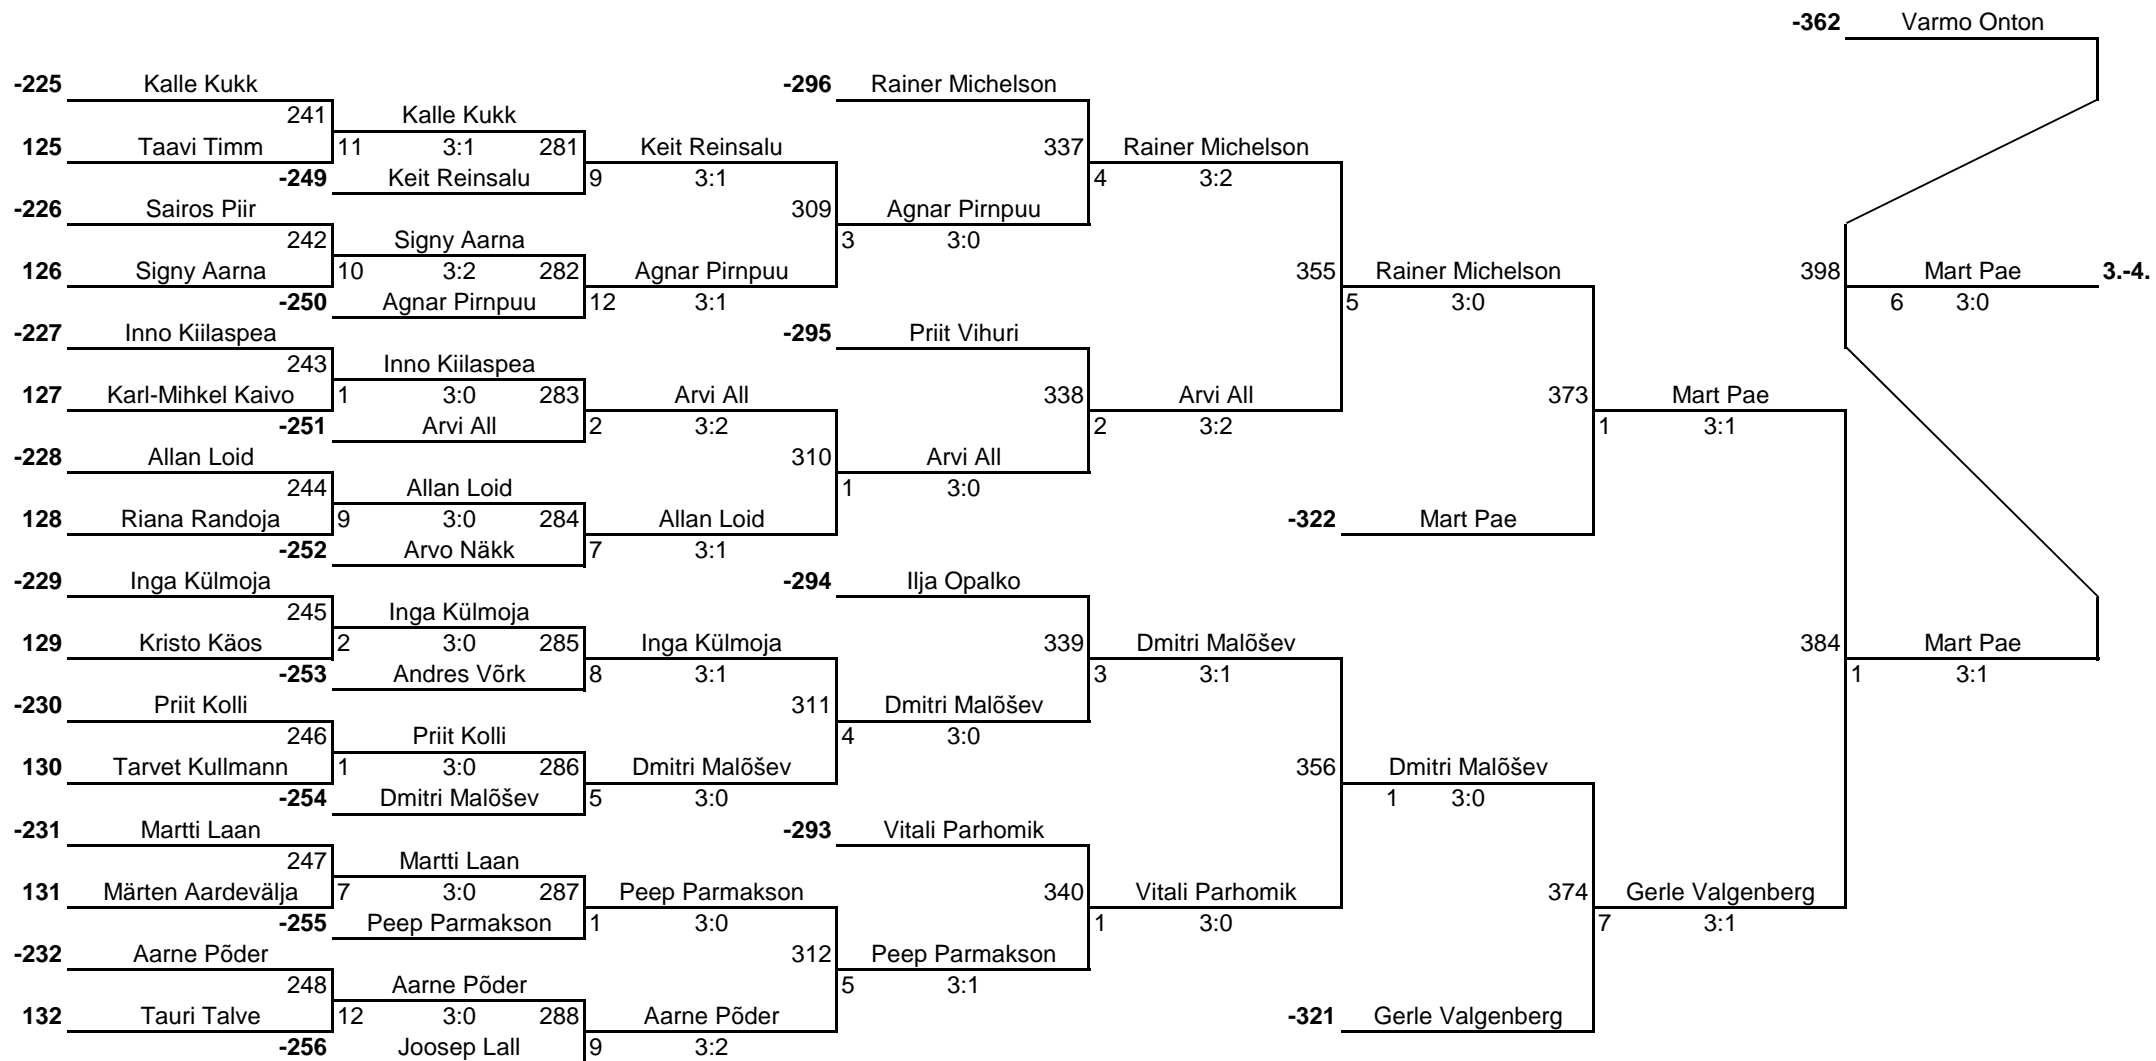 -362 Varmo Onton
-225 Kalle Kukk -296 Rainer Michelson
241 Kalle Kukk
125 Taavi Timm 11 3:1 281 Keit Reinsalu 337 Rainer Michelson
-249 Keit Reinsalu 9 3:1 4 3:2
-226 Sairos Piir 309 Agnar Pirnpuu
242 Signy Aarna 3 3:0
126 Signy Aarna 10 3:2 282 Agnar Pirnpuu 355 Rainer Michelson 398 Mart Pae 3.-4.
-250 Agnar Pirnpuu 12 3:1 5 3:0 6 3:0
-227 Inno Kiilaspea -295 Priit Vihuri
243 Inno Kiilaspea
127 Karl-Mihkel Kaivo 1 3:0 283 Arvi All 338 Arvi All 373 Mart Pae
-251 Arvi All 2 3:2 2 3:2 1 3:1
-228 Allan Loid 310 Arvi All
244 Allan Loid 1 3:0
128 Riana Randoja 9 3:0 284 Allan Loid -322 Mart Pae
-252 Arvo Näkk 7 3:1
-229 Inga Külmoja -294 Ilja Opalko
245 Inga Külmoja
129 Kristo Käos 2 3:0 285 Inga Külmoja 339 Dmitri Malõšev 384 Mart Pae
-253 Andres Võrk 8 3:1 3 3:1 1 3:1
-230 Priit Kolli 311 Dmitri Malõšev
246 Priit Kolli 4 3:0
130 Tarvet Kullmann 1 3:0 286 Dmitri Malõšev 356 Dmitri Malõšev
-254 Dmitri Malõšev 5 3:0 1 3:0
-231 Martti Laan -293 Vitali Parhomik
247 Martti Laan
131 Märten Aardevälja 7 3:0 287 Peep Parmakson 340 Vitali Parhomik 374 Gerle Valgenberg
-255 Peep Parmakson 1 3:0 1 3:0 7 3:1
-232 Aarne Põder 312 Peep Parmakson
248 Aarne Põder 5 3:1
132 Tauri Talve 12 3:0 288 Aarne Põder -321 Gerle Valgenberg
-256 Joosep Lall 9 3:2